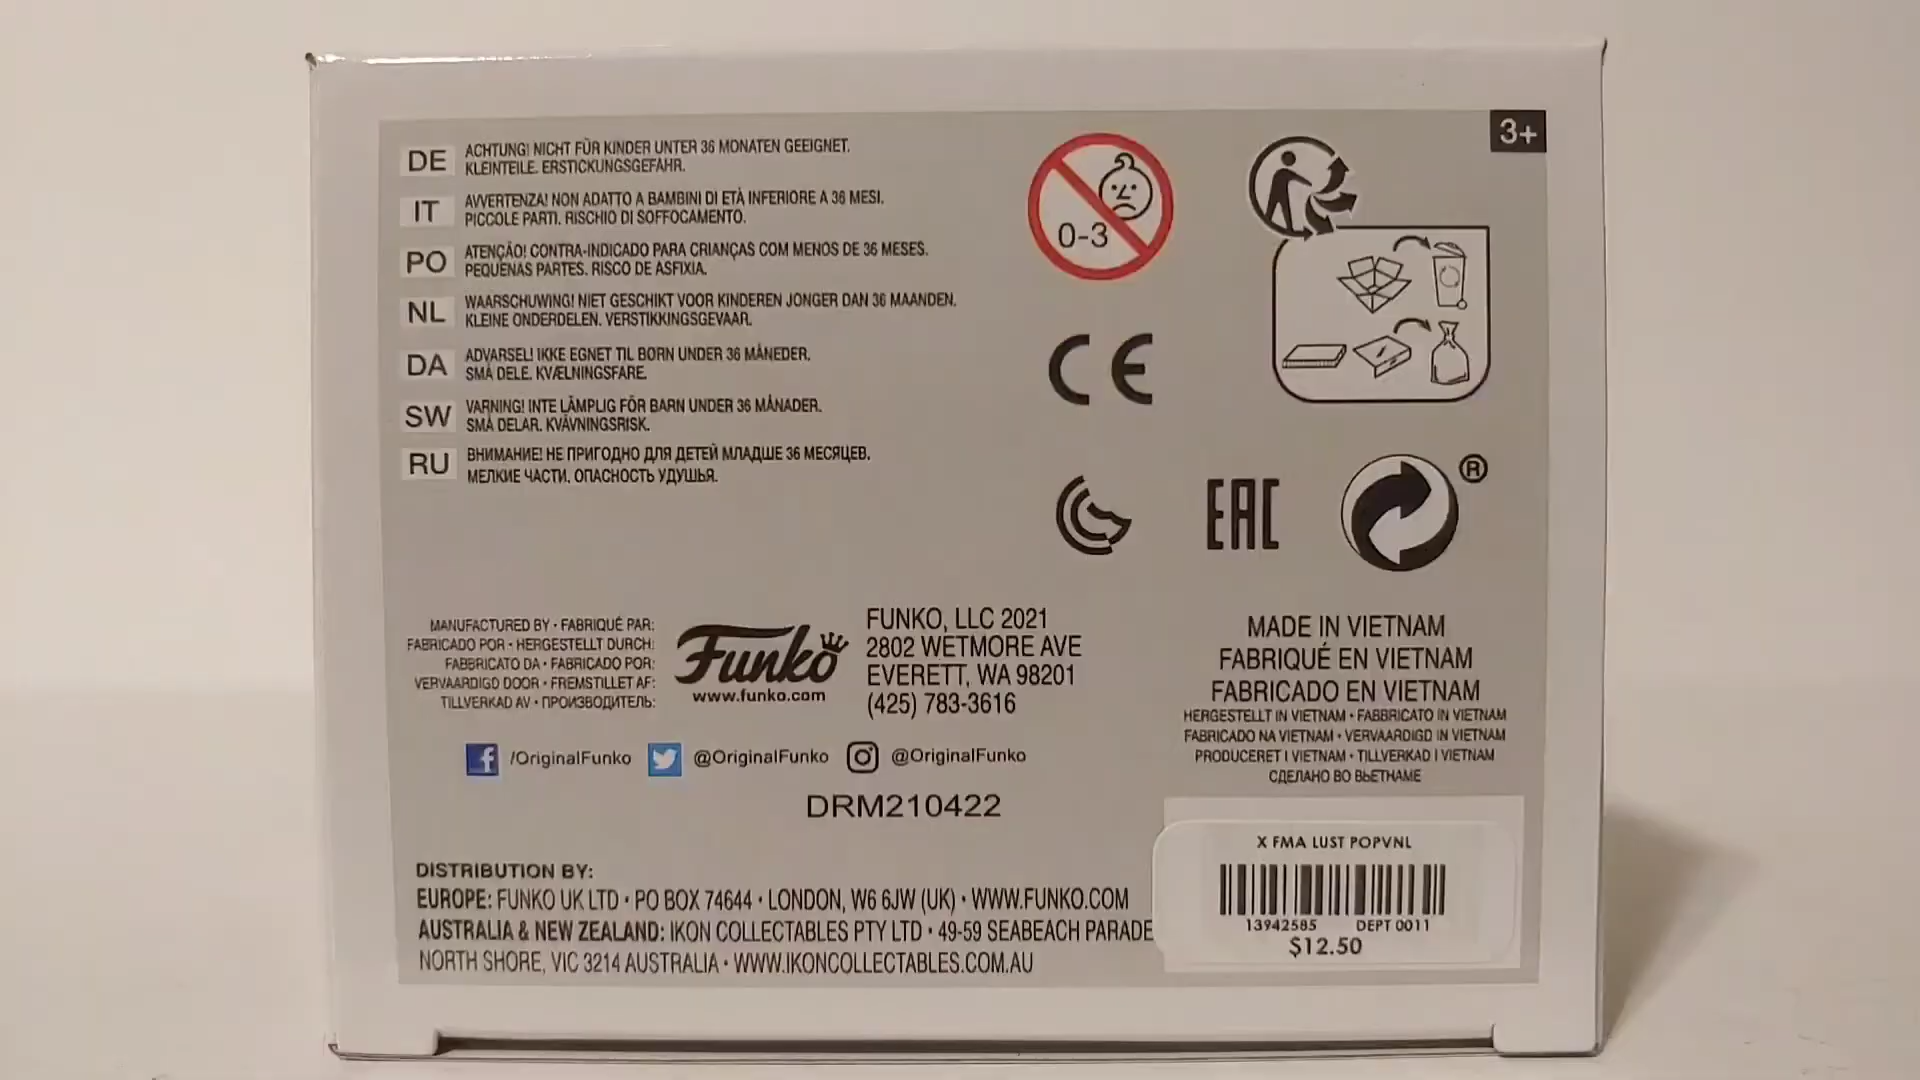 3+
DE ACHTUNG! NICHT FÜR KINDER UNTER 36 MONATEN GEEIGNET.
KLEINTEILE. ERSTICKUNGSGEFAHR.
IT AVVERTENZA! NON ADATTO A BAMBINI DI ETÀ INFERIORE A 36 MESI.
PICCOLE PARTI. RISCHIO DI SOFFOCAMENTO.
PO ATENÇÃO! CONTRA-INDICADO PARA CRIANÇAS COM MENOS DE 36 MESES.
PEQUENAS PARTES. RISCO DE ASFIXIA.
NL WAARSCHUWING! NIET GESCHIKT VOOR KINDEREN JONGER DAN 36 MAANDEN.
KLEINE ONDERDELEN. VERSTIKKINGSGEVAAR.
DA ADVARSEL! IKKE EGNET TIL BØRN UNDER 36 MÅNEDER.
SMÅ DELE. KVÆLNINGSFARE.
SW VARNING! INTE LÄMPLIG FÖR BARN UNDER 36 MÅNADER.
SMÅ DELAR. KVÄVNINGSRISK.
RU ВНИМАНИЕ! НЕ ПРИГОДНО ДЛЯ ДЕТЕЙ МЛАДШЕ 36 МЕСЯЦЕВ.
МЕЛКИЕ ЧАСТИ. ОПАСНОСТЬ УДУШЬЯ.
0-3
CE
EAC
®
MANUFACTURED BY • FABRIQUÉ PAR:
FABRICADO POR • HERGESTELLT DURCH:
FABBRICATO DA • FABRICADO POR:
VERVAARDIGD DOOR • FREMSTILLET AF:
TILLVERKAD AV • ПРОИЗВОДИТЕЛЬ:
Funko
www.funko.com
FUNKO, LLC 2021
2802 WETMORE AVE
EVERETT, WA 98201
(425) 783-3616
MADE IN VIETNAM
FABRIQUÉ EN VIETNAM
FABRICADO EN VIETNAM
HERGESTELLT IN VIETNAM • FABBRICATO IN VIETNAM
FABRICADO NA VIETNAM • VERVAARDIGD IN VIETNAM
PRODUCERET I VIETNAM • TILLVERKAD I VIETNAM
СДЕЛАНО ВО ВЬЕТНАМЕ
/OriginalFunko @OriginalFunko @OriginalFunko
DRM210422
DISTRIBUTION BY:
EUROPE: FUNKO UK LTD • PO BOX 74644 • LONDON, W6 6JW (UK) • WWW.FUNKO.COM
AUSTRALIA & NEW ZEALAND: IKON COLLECTABLES PTY LTD • 49-59 SEABEACH PARADE
NORTH SHORE, VIC 3214 AUSTRALIA • WWW.IKONCOLLECTABLES.COM.AU
X FMA LUST POPVNL
13942585 DEPT 0011
$12.50